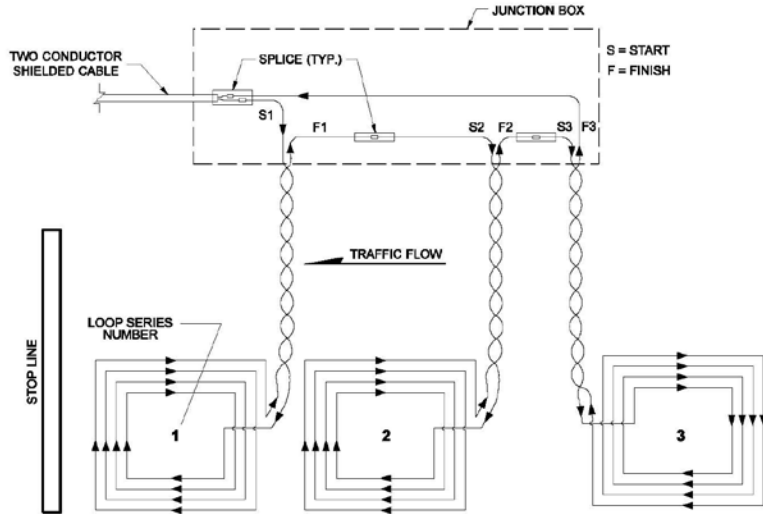 JUNCTION BOX
S = START
F = FINISH
TWO CONDUCTOR
SHIELDED CABLE
SPLICE (TYP.)
S1
F1
S2
F2
S3
F3
TRAFFIC FLOW
LOOP SERIES
NUMBER
STOP LINE
1
2
3